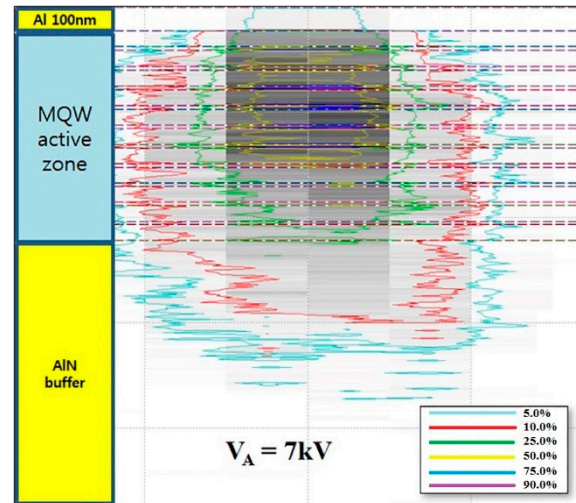 Al 100nm
MQW
active
zone
AlN
buffer
V_A = 7kV
5.0%
10.0%
25.0%
50.0%
75.0%
90.0%